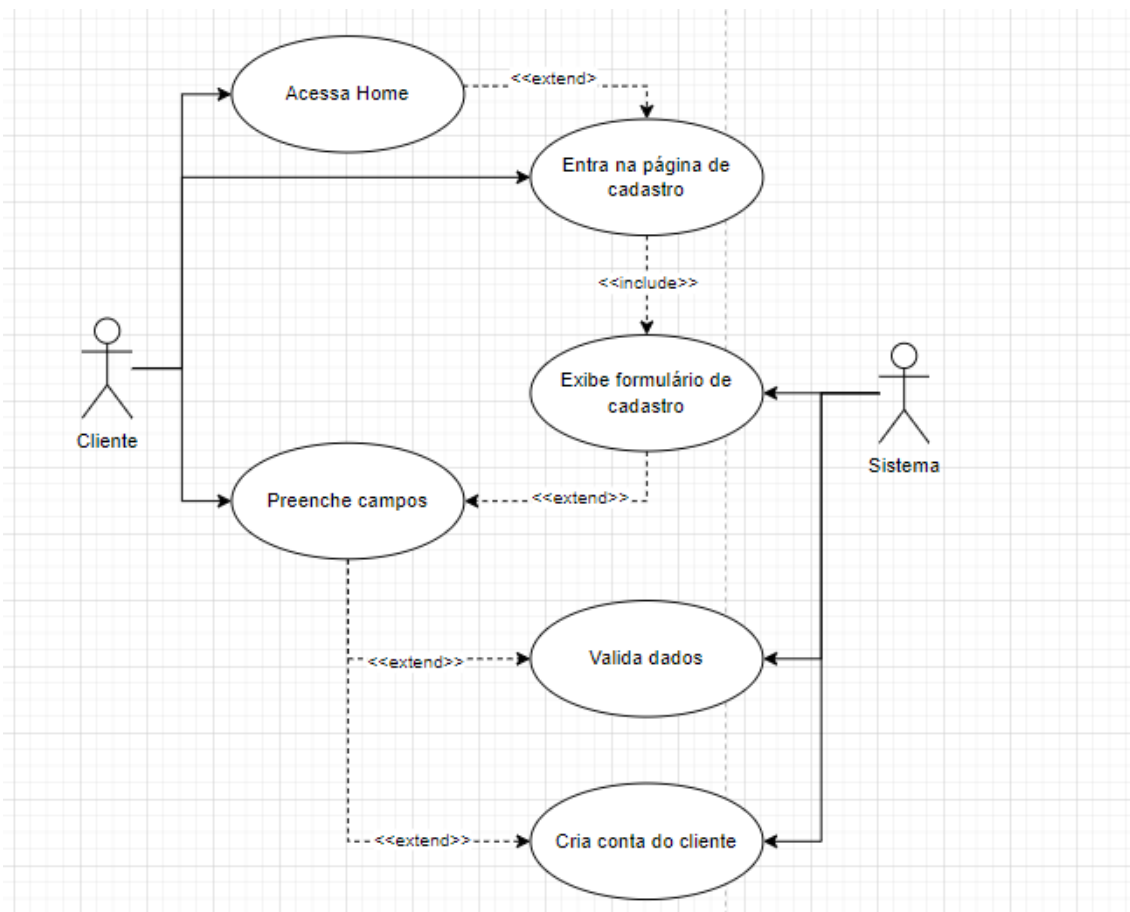 Acessa Home
<<extend>
Entra na página de
cadastro
<<include>>
Exibe formulário de
cadastro
Cliente
Sistema
Preenche campos
<<extend>>
Valida dados
<<extend>>
Cria conta do cliente
<<extend>>